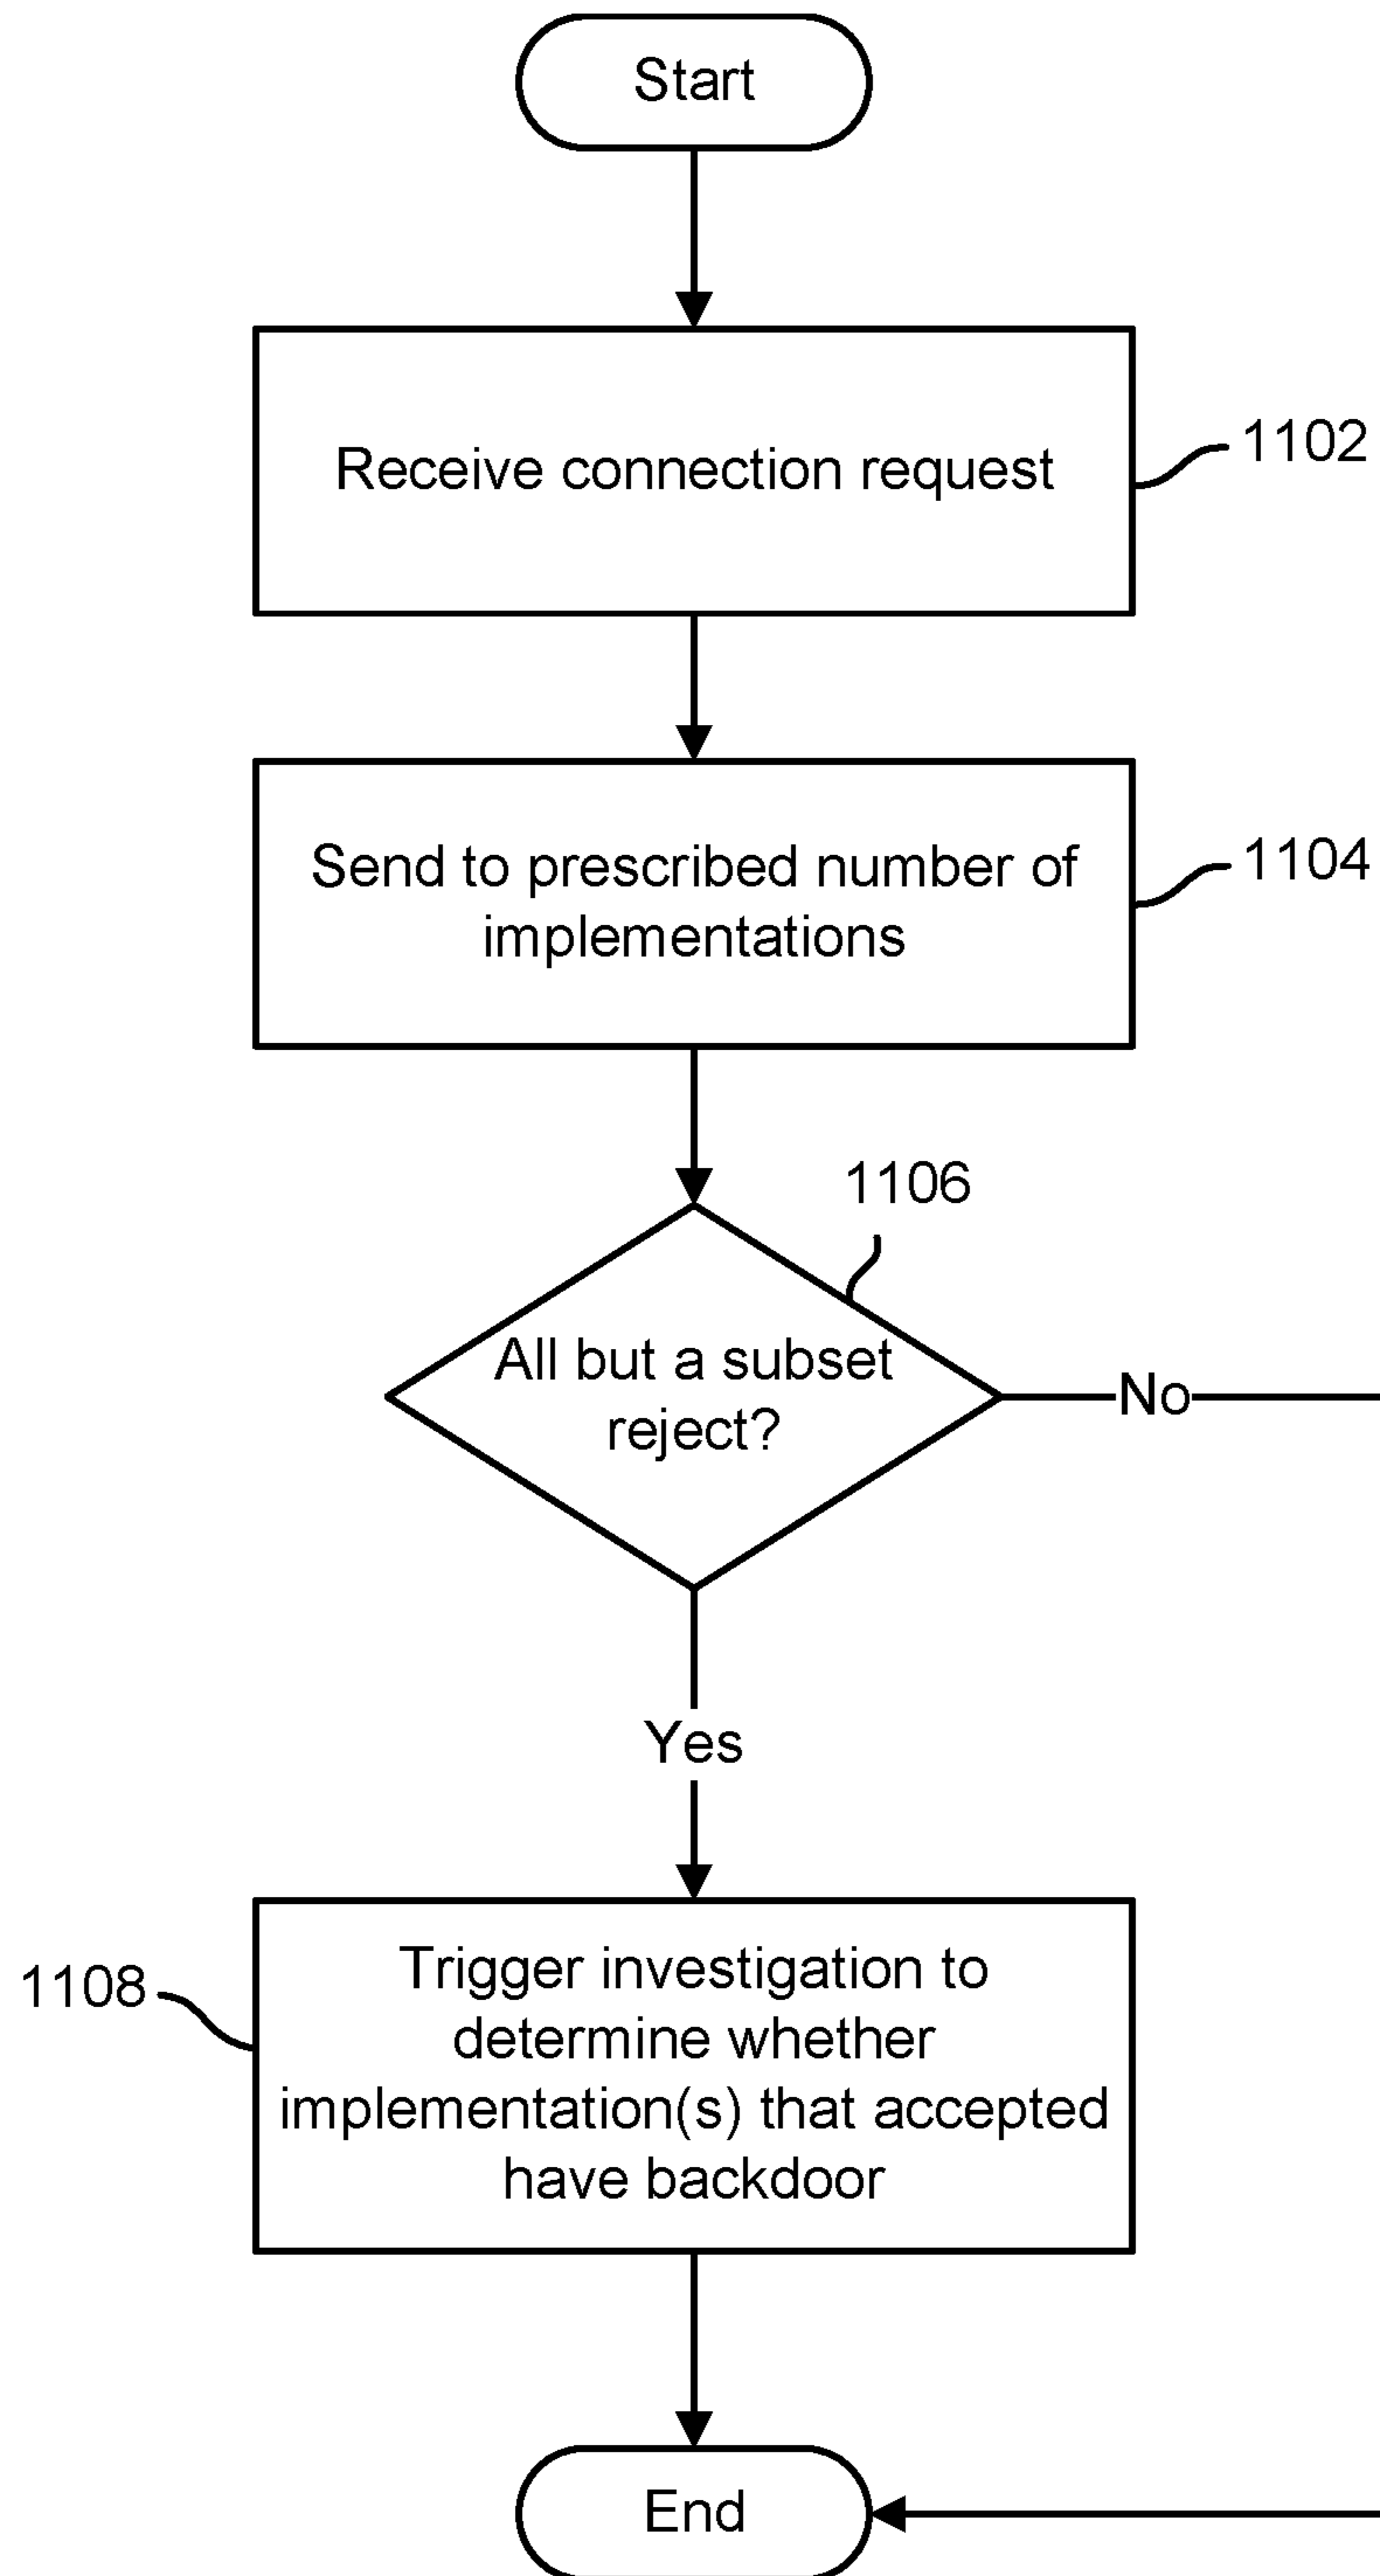 Start
Receive connection request
1102
Send to prescribed number of
implementations
1104
1106
All but a subset
reject?
No
Yes
1108
Trigger investigation to
determine whether
implementation(s) that accepted
have backdoor
End